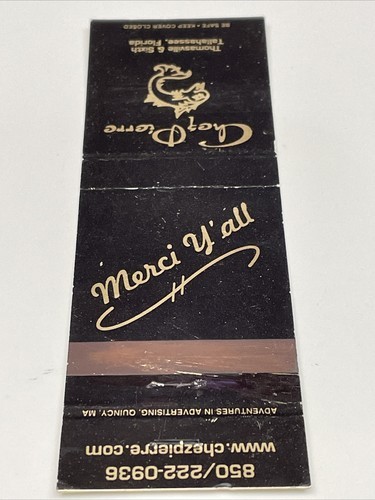 BE SAFE • KEEP COVER CLOSED
Thomasville & Sixth
Tallahassee, Florida
Chez Pierre
Merci Y'all
ADVENTURES IN ADVERTISING, QUINCY, MA
www.chezpierre.com
850/222-0936